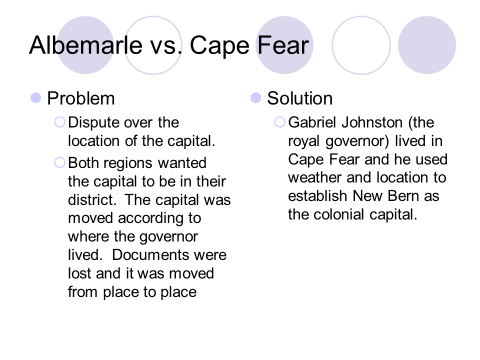 Albemarle vs. Cape Fear
Problem
Dispute over the
location of the capital.
Both regions wanted
the capital to be in their
district. The capital was
moved according to
where the governor
lived. Documents were
lost and it was moved
from place to place
Solution
Gabriel Johnston (the
royal governor) lived in
Cape Fear and he used
weather and location to
establish New Bern as
the colonial capital.